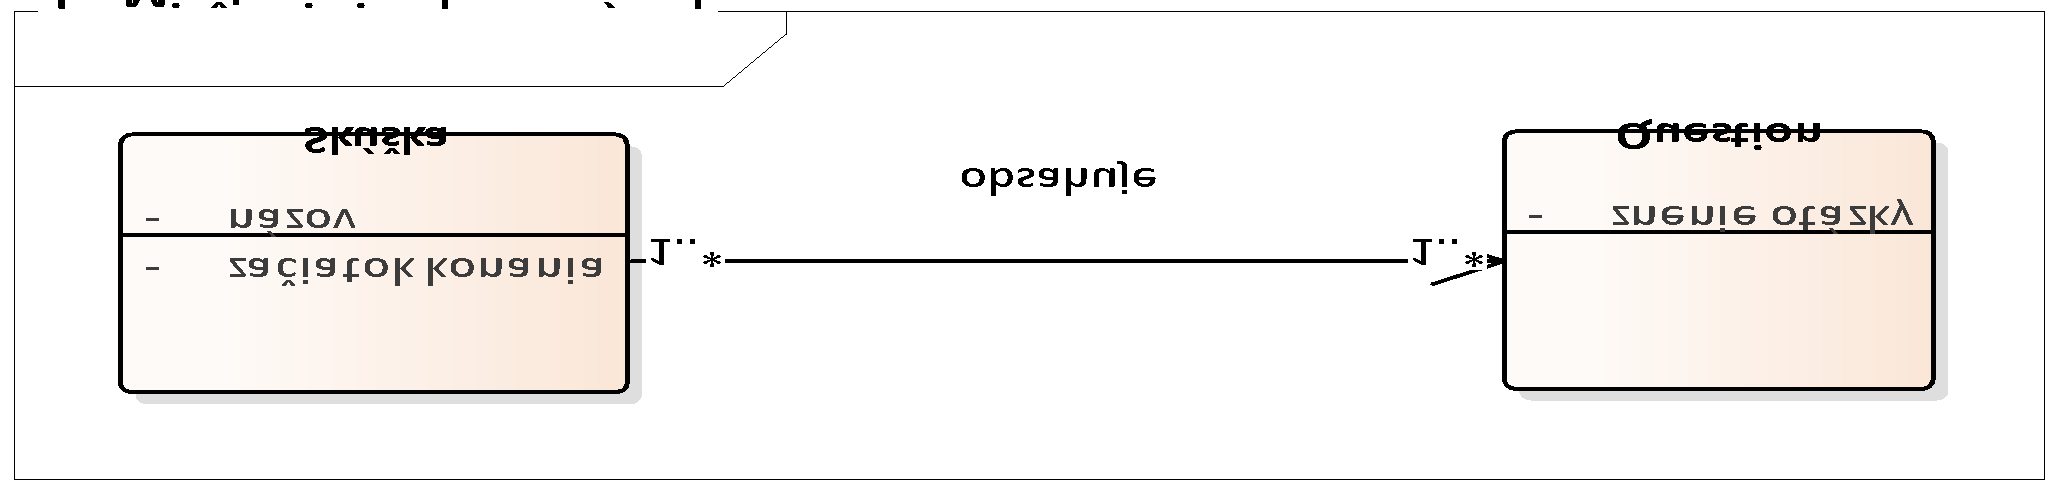 Skúška
- názov
- začiatok konania
1..*
obsahuje
1..*
Question
- znenie otázky